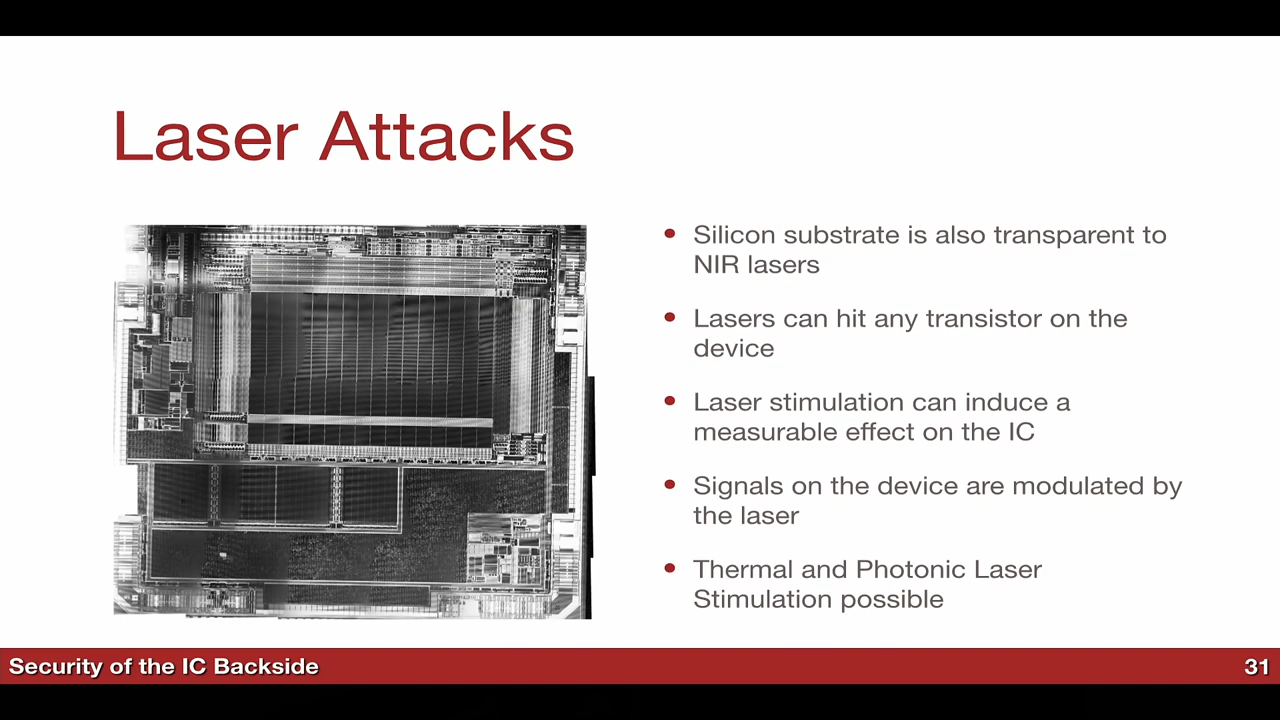 Laser Attacks
• Silicon substrate is also transparent to
NIR lasers
• Lasers can hit any transistor on the
device
• Laser stimulation can induce a
measurable effect on the IC
• Signals on the device are modulated by
the laser
• Thermal and Photonic Laser
Stimulation possible
Security of the IC Backside
31